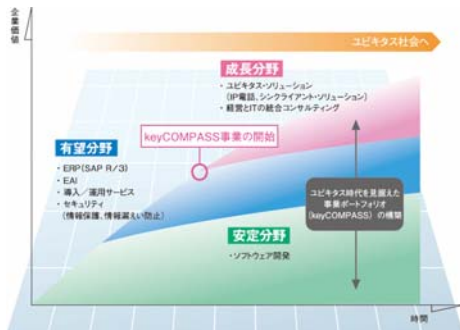 企業価値
ユビキタス社会へ
成長分野
・ユビキタス・ソリューション
(IP電話、シンクライアント・ソリューション)
・経営とITの統合コンサルティング
keyCOMPASS事業の開始
有望分野
・ERP(SAP R/3)
・EAI
・導入/運用サービス
・セキュリティ
(情報保護、情報漏えい防止)
ユビキタス時代を見据えた
事業ポートフォリオ
(keyCOMPASS)の構築
安定分野
・ソフトウェア開発
時間